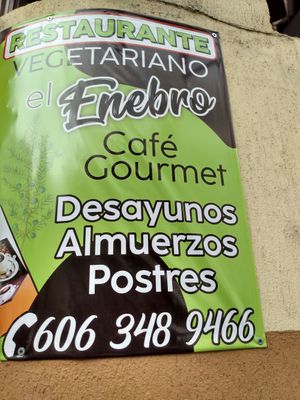 RESTAURANTE
VEGETARIANO
el Enebro
Café
Gourmet
Desayunos
Almuerzos
Postres
606 348 9466